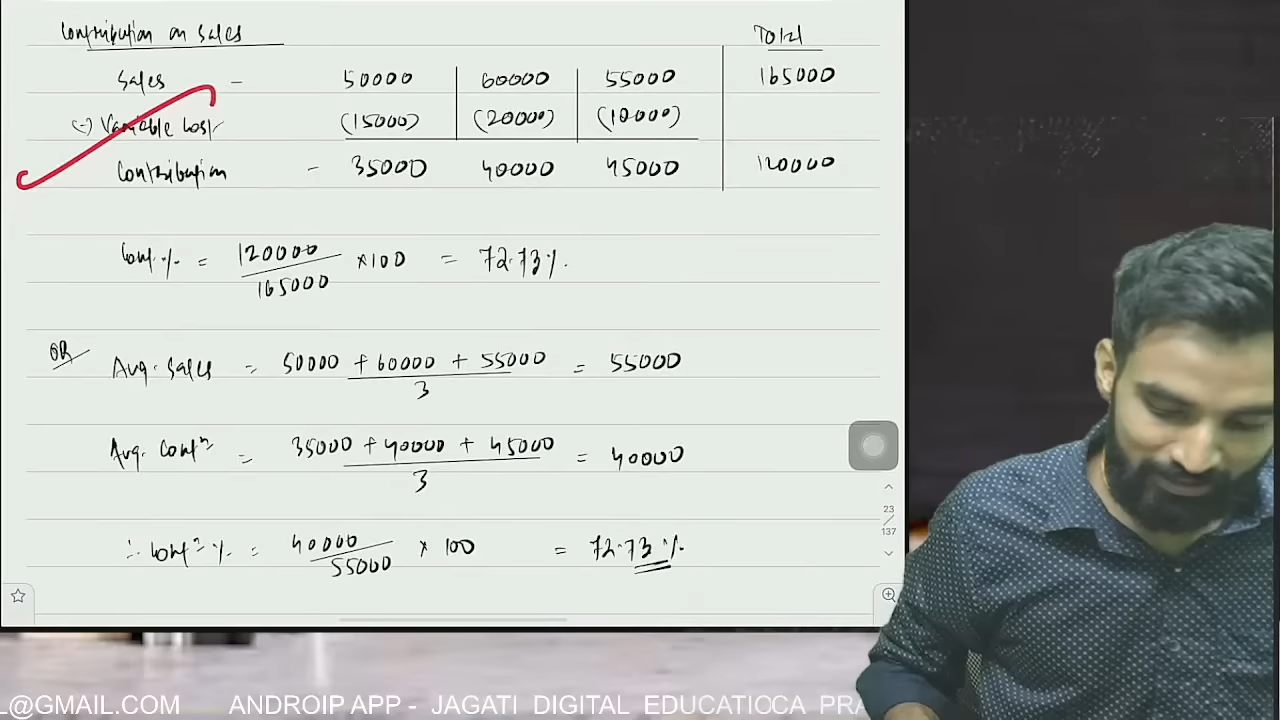 Contribution on Sales Total
Sales - 50000 60000 55000 165000
(-) Variable Cost (15000) (20000) (10000)
Contribution - 35000 40000 45000 120000
Cont. % = 120000 / 165000 × 100 = 72.73 %.
OR
Avg. Sales = 50000 + 60000 + 55000 / 3 = 55000
Avg. Contⁿ = 35000 + 40000 + 45000 / 3 = 40000
∴ Contⁿ % = 40000 / 55000 × 100 = 72.73 %
23
/
137
L@GMAIL.COM ANDROIP APP - JAGATI DIGITAL EDUCATIOCA PRA